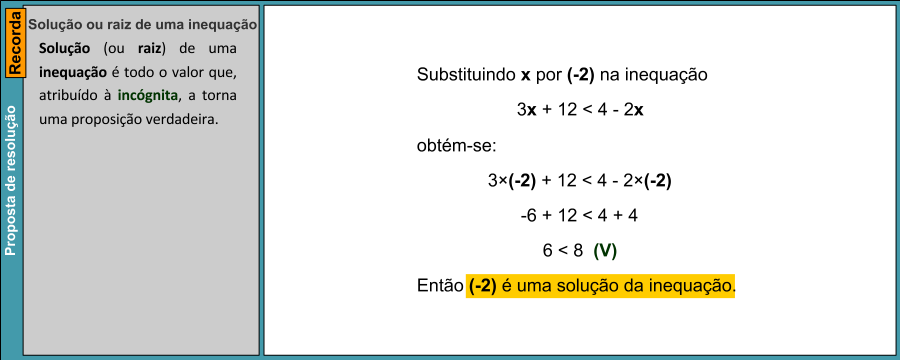 Recorda
Proposta de resolução
Solução ou raiz de uma inequação
Solução (ou raiz) de uma
inequação é todo o valor que,
atribuído à incógnita, a torna
uma proposição verdadeira.
Substituindo x por (-2) na inequação
3x + 12 < 4 - 2x
obtém-se:
3×(-2) + 12 < 4 - 2×(-2)
-6 + 12 < 4 + 4
6 < 8 (V)
Então (-2) é uma solução da inequação.